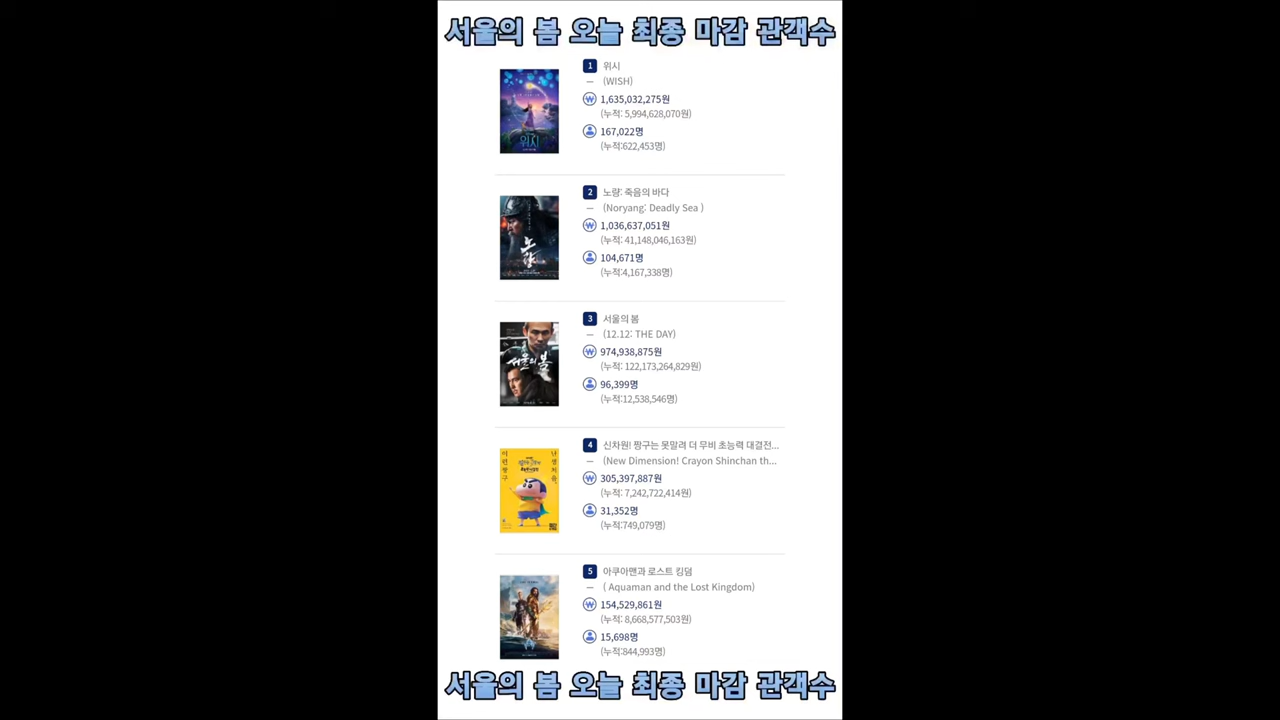 서울의 봄 오늘 최종 마감 관객수
1 위시
(WISH)
1,635,032,275원
(누적: 5,994,628,070원)
167,022명
(누적:622,453명)
위시
2 노량: 죽음의 바다
(Noryang: Deadly Sea )
1,036,637,051원
(누적: 41,148,046,163원)
104,671명
(누적:4,167,338명)
노량
3 서울의 봄
(12.12: THE DAY)
974,938,875원
(누적: 122,173,264,829원)
96,399명
(누적:12,538,546명)
서울의 봄
4 신차원! 짱구는 못말려 더 무비 초능력 대결전...
(New Dimension! Crayon Shinchan th...
305,397,887원
(누적: 7,242,722,414원)
31,352명
(누적:749,079명)
5 아쿠아맨과 로스트 킹덤
( Aquaman and the Lost Kingdom)
154,529,861원
(누적: 8,668,577,503원)
15,698명
(누적:844,993명)
서울의 봄 오늘 최종 마감 관객수